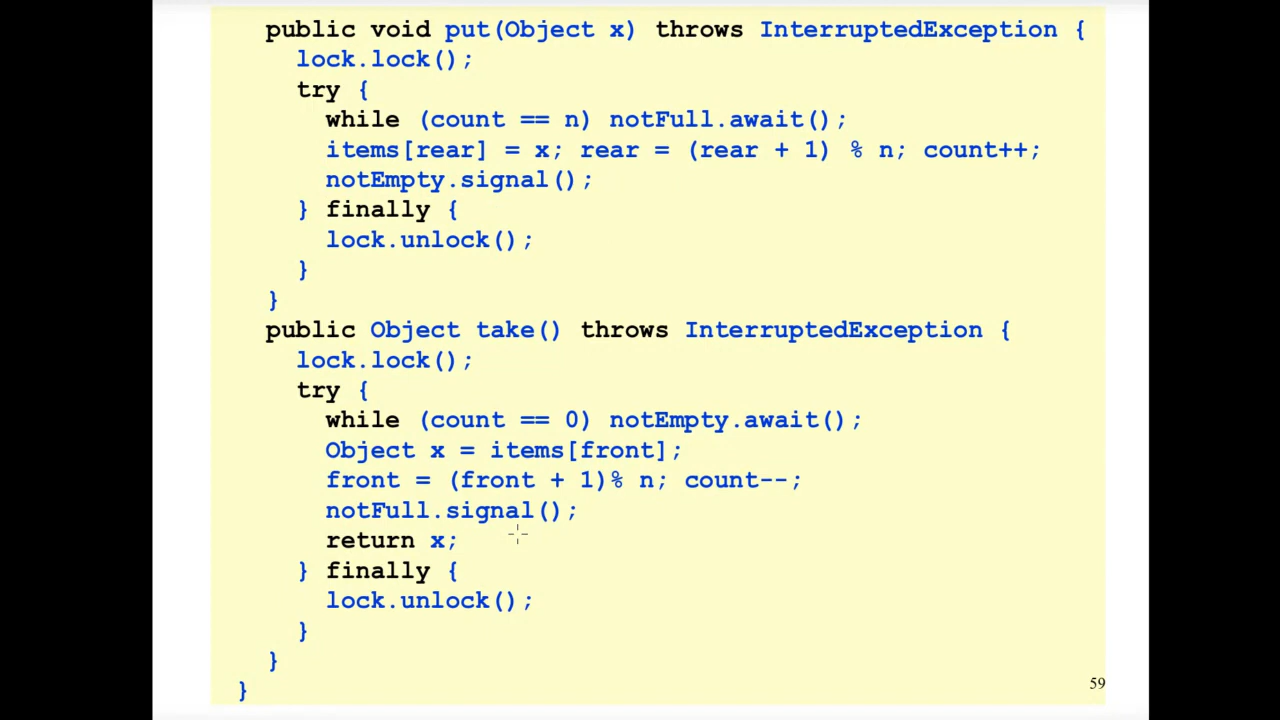 public void put(Object x) throws InterruptedException {
lock.lock();
try {
while (count == n) notFull.await();
items[rear] = x; rear = (rear + 1) % n; count++;
notEmpty.signal();
} finally {
lock.unlock();
}
}
public Object take() throws InterruptedException {
lock.lock();
try {
while (count == 0) notEmpty.await();
Object x = items[front];
front = (front + 1)% n; count--;
notFull.signal();
return x;
} finally {
lock.unlock();
}
}
}
59